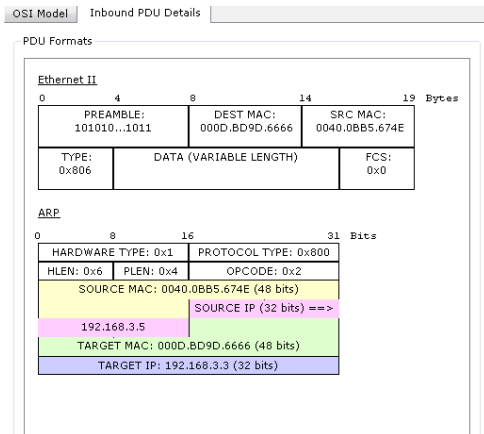 OSI Model Inbound PDU Details
PDU Formats
Ethernet II
0 4 8 14 19 Bytes
PREAMBLE: DEST MAC: SRC MAC:
101010...1011 000D.BD9D.6666 0040.0BB5.674E
TYPE: DATA (VARIABLE LENGTH) FCS:
0x806 0x0
ARP
0 8 16 31 Bits
HARDWARE TYPE: 0x1 PROTOCOL TYPE: 0x800
HLEN: 0x6 PLEN: 0x4 OPCODE: 0x2
SOURCE MAC: 0040.0BB5.674E (48 bits)
SOURCE IP (32 bits) ==>
192.168.3.5
TARGET MAC: 000D.BD9D.6666 (48 bits)
TARGET IP: 192.168.3.3 (32 bits)